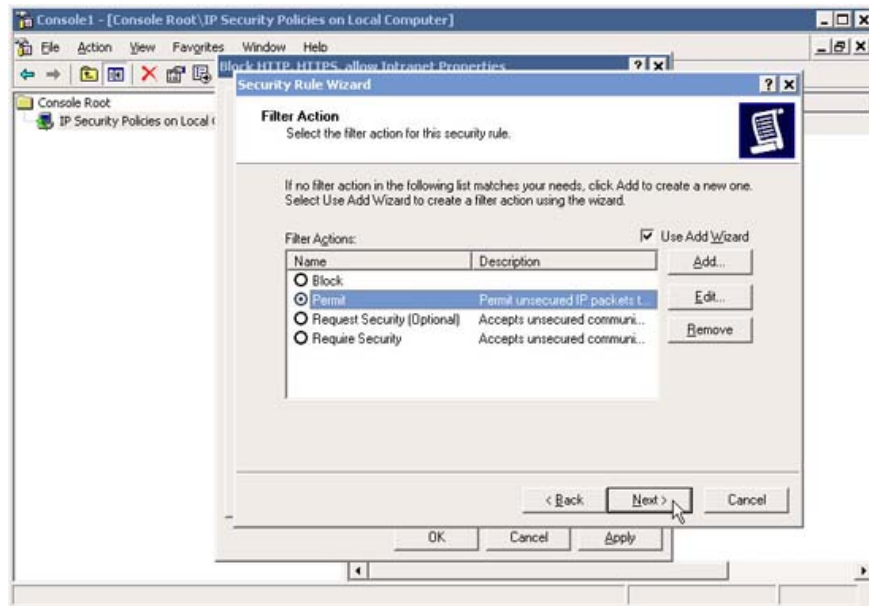 Console1 - [Console Root\IP Security Policies on Local Computer]
File Action View Favorites Window Help
Block HTTP, HTTPS, allow Intranet Properties
Security Rule Wizard
Console Root
IP Security Policies on Local
Filter Action
Select the filter action for this security rule.
If no filter action in the following list matches your needs, click Add to create a new one.
Select Use Add Wizard to create a filter action using the wizard.
Filter Actions:
Use Add Wizard
Name Description
Block
Permit Permit unsecured IP packets t...
Request Security (Optional) Accepts unsecured communi...
Require Security Accepts unsecured communi...
Add...
Edit...
Remove
< Back Next > Cancel
OK Cancel Apply